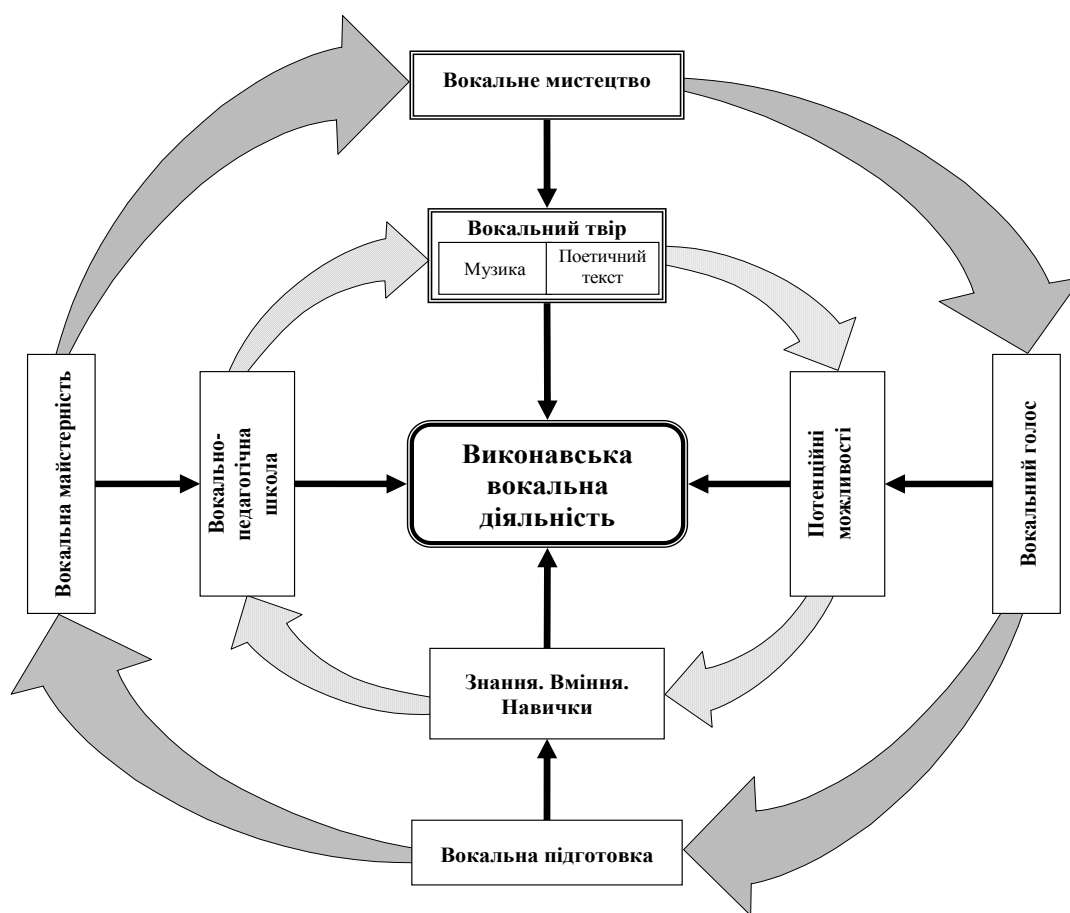 Вокальне мистецтво
Вокальний твір
Музика
Поетичний
текст
Вокальна майстерність
Вокально-
педагогічна
школа
Виконавська
вокальна
діяльність
Потенційні
можливості
Вокальний голос
Знання. Вміння.
Навички
Вокальна підготовка